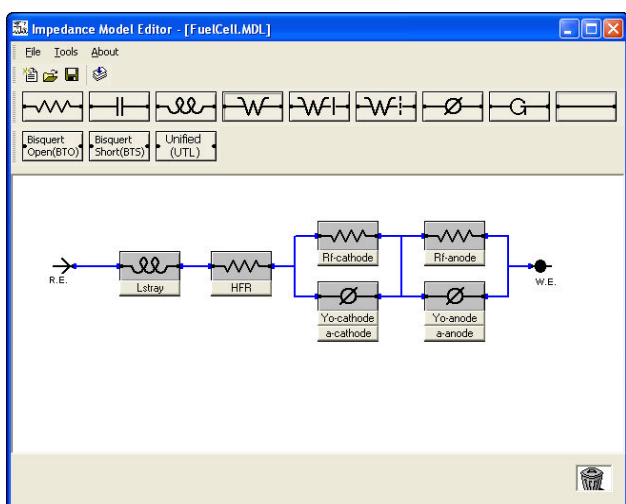 Impedance Model Editor - [FuelCell.MDL]
File Tools About
W W W G
Bisquert Open(BTO)
Bisquert Short(BTS)
Unified (UTL)
R.E.
Lstray
HFR
Rf-cathode
Rf-anode
Yo-cathode
a-cathode
Yo-anode
a-anode
W.E.